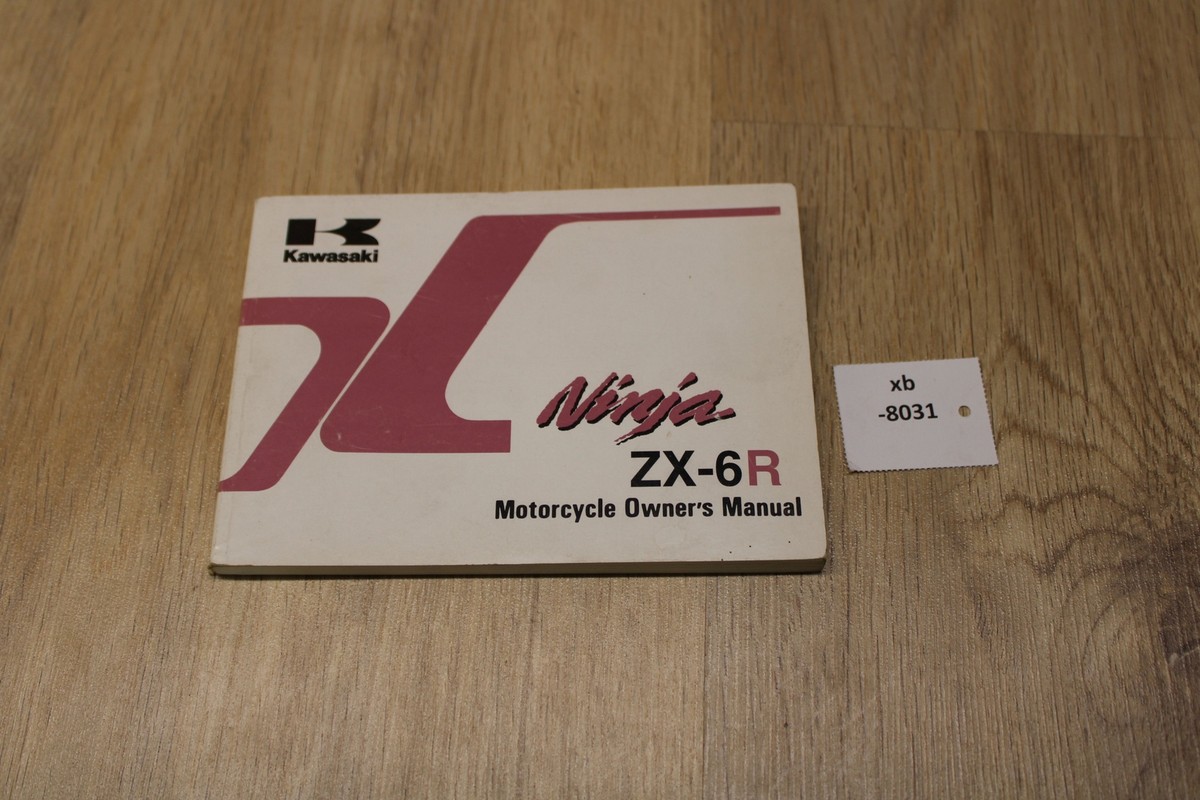 Kawasaki
Ninja
ZX-6R
Motorcycle Owner's Manual
xb
-8031